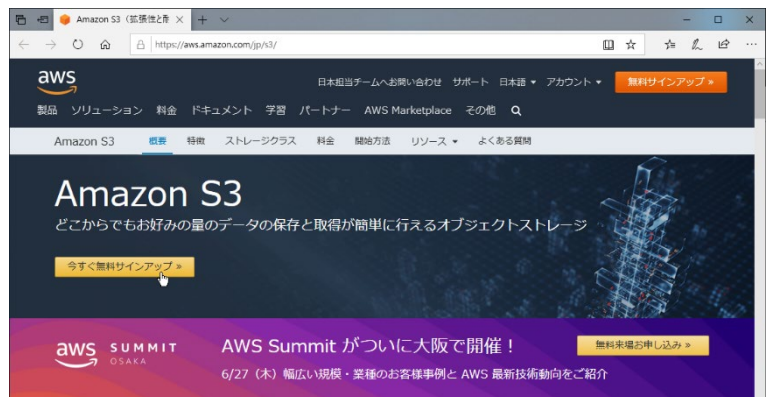 Amazon S3（拡張性と耐
https://aws.amazon.com/jp/s3/
aws
日本担当チームへお問い合わせ サポート 日本語 ▾ アカウント ▾ 無料サインアップ »
製品 ソリューション 料金 ドキュメント 学習 パートナー AWS Marketplace その他
Amazon S3 概要 特徴 ストレージクラス 料金 開始方法 リソース ▾ よくある質問
Amazon S3
どこからでもお好みの量のデータの保存と取得が簡単に行えるオブジェクトストレージ
今すぐ無料サインアップ »
aws SUMMIT
OSAKA
AWS Summit がついに大阪で開催！
無料来場お申し込み »
6/27（木）幅広い規模・業種のお客様事例と AWS 最新技術動向をご紹介